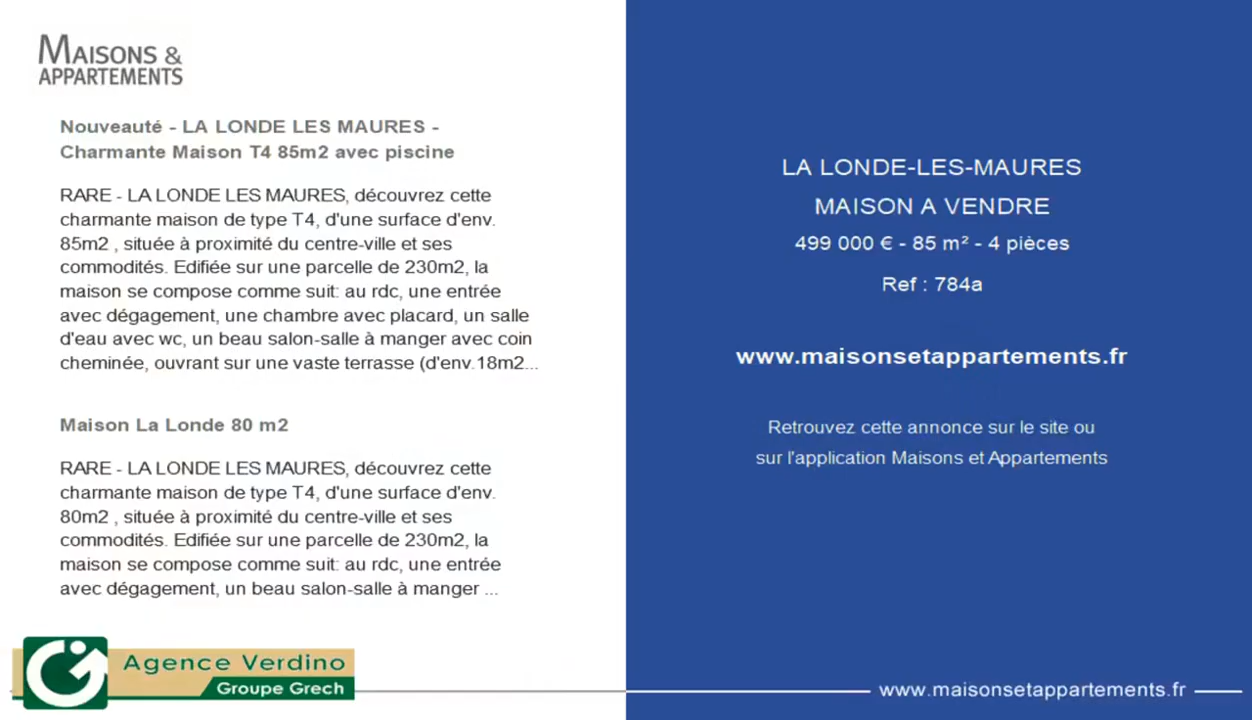 MAISONS &
APPARTEMENTS
Nouveauté - LA LONDE LES MAURES -
Charmante Maison T4 85m2 avec piscine
RARE - LA LONDE LES MAURES, découvrez cette
charmante maison de type T4, d'une surface d'env.
85m2 , située à proximité du centre-ville et ses
commodités. Edifiée sur une parcelle de 230m2, la
maison se compose comme suit: au rdc, une entrée
avec dégagement, une chambre avec placard, un salle
d'eau avec wc, un beau salon-salle à manger avec coin
cheminée, ouvrant sur une vaste terrasse (d'env.18m2...
Maison La Londe 80 m2
RARE - LA LONDE LES MAURES, découvrez cette
charmante maison de type T4, d'une surface d'env.
80m2 , située à proximité du centre-ville et ses
commodités. Edifiée sur une parcelle de 230m2, la
maison se compose comme suit: au rdc, une entrée
avec dégagement, un beau salon-salle à manger ...
Agence Verdino
Groupe Grech
LA LONDE-LES-MAURES
MAISON A VENDRE
499 000 € - 85 m² - 4 pièces
Ref : 784a
www.maisonsetappartements.fr
Retrouvez cette annonce sur le site ou
sur l'application Maisons et Appartements
www.maisonsetappartements.fr